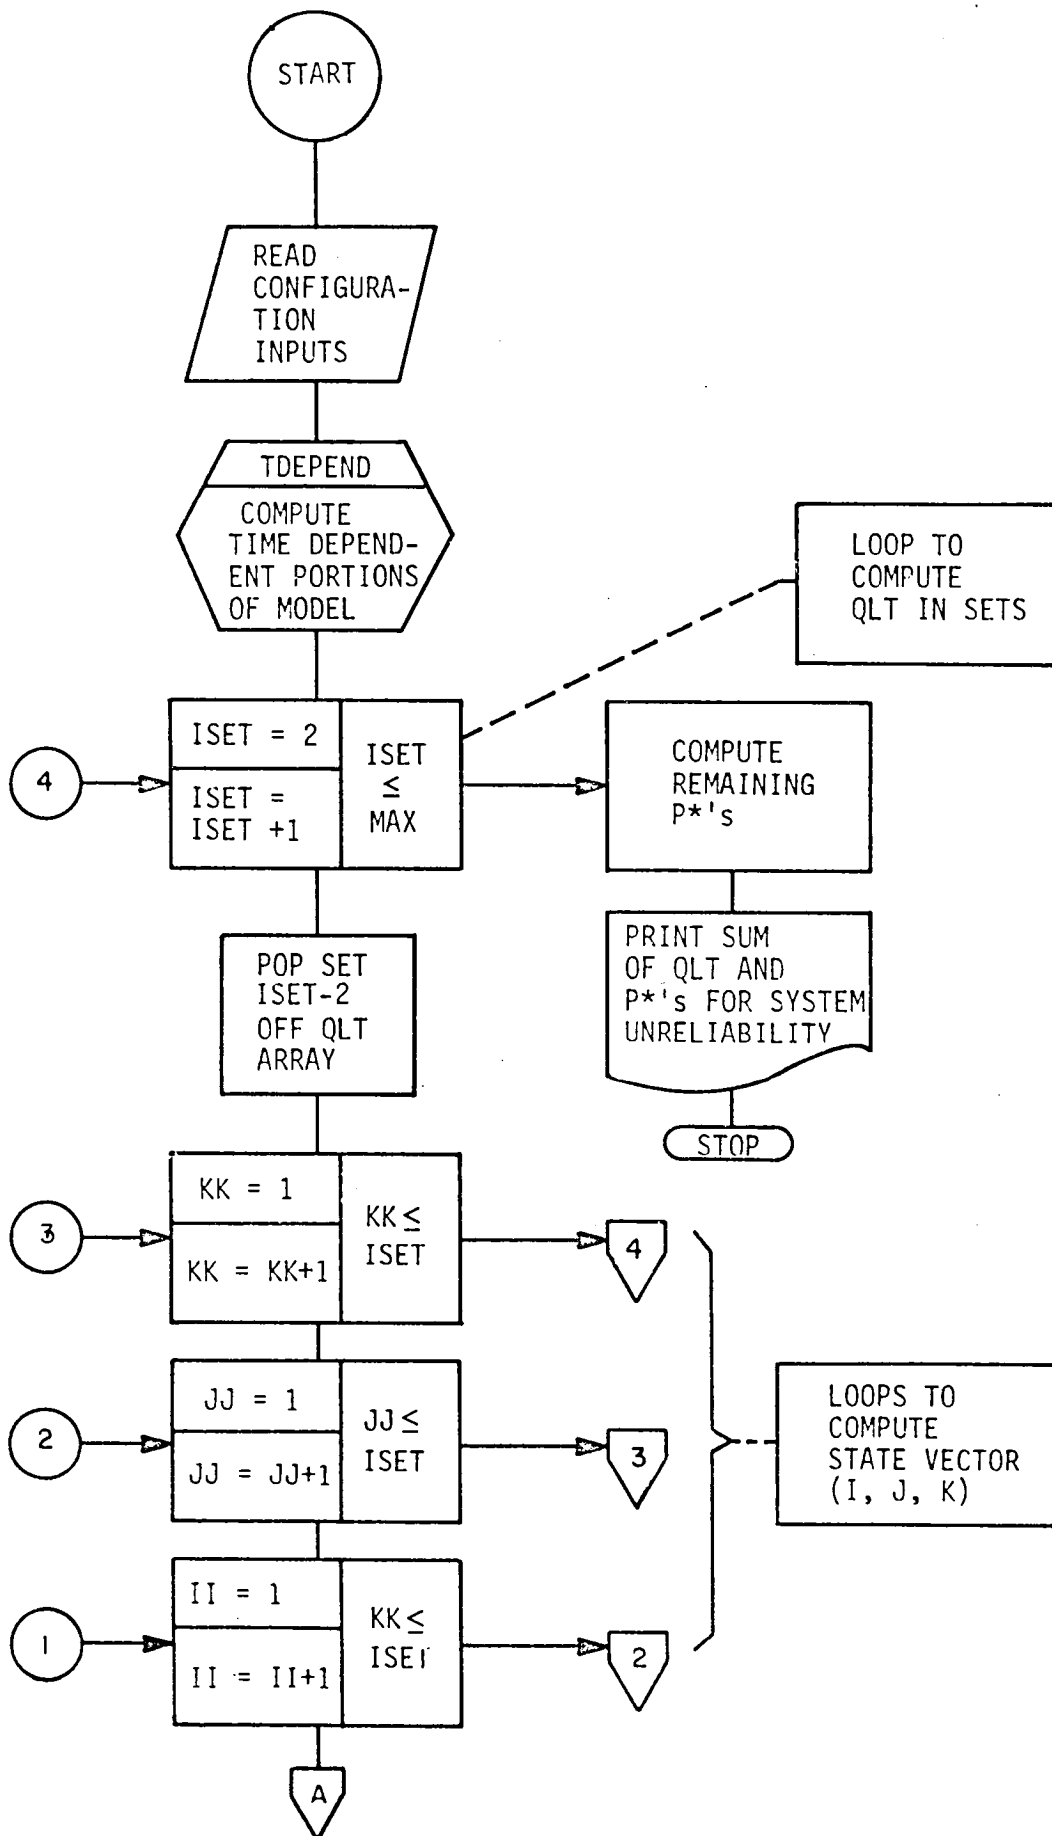 START
READ
CONFIGURA-
TION
INPUTS
TDEPEND
COMPUTE
TIME DEPEND-
ENT PORTIONS
OF MODEL
LOOP TO
COMPUTE
QLT IN SETS
4
ISET = 2
ISET =
ISET +1
ISET
≤
MAX
COMPUTE
REMAINING
P*'s
PRINT SUM
OF QLT AND
P*'s FOR SYSTEM
UNRELIABILITY
STOP
POP SET
ISET-2
OFF QLT
ARRAY
3
KK = 1
KK = KK+1
KK ≤
ISET
4
2
JJ = 1
JJ = JJ+1
JJ ≤
ISET
3
LOOPS TO
COMPUTE
STATE VECTOR
(I, J, K)
1
II = 1
II = II+1
KK ≤
ISET
2
A